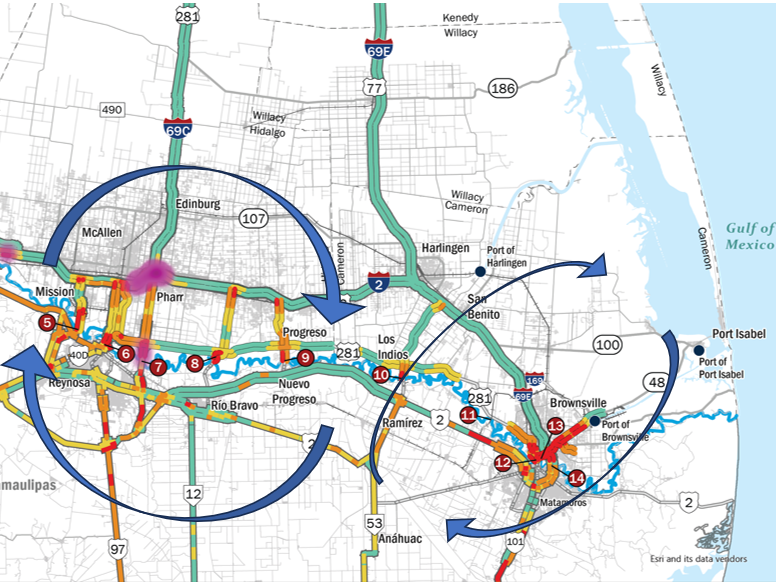 281
Kenedy
Willacy
69E
77
186
Willacy
490
Willacy
Hidalgo
69C
Willacy
Cameron
Edinburg
107
McAllen
Gulf of
Mexico
Cameron
Harlingen
Port of
Harlingen
Cameron
2
Mission
Pharr
San
Benito
5
Progreso
Los
Indios
281
100
Port Isabel
Port of
Port Isabel
40D
6
7
8
9
10
Reynosa
Nuevo
Progreso
169
69E
48
281
Brownsville
Río Bravo
Ramírez
2
11
13
Port of
Brownsville
2
12
14
maulipas
12
Matamoros
2
53
97
Anáhuac
101
Esri and its data vendors